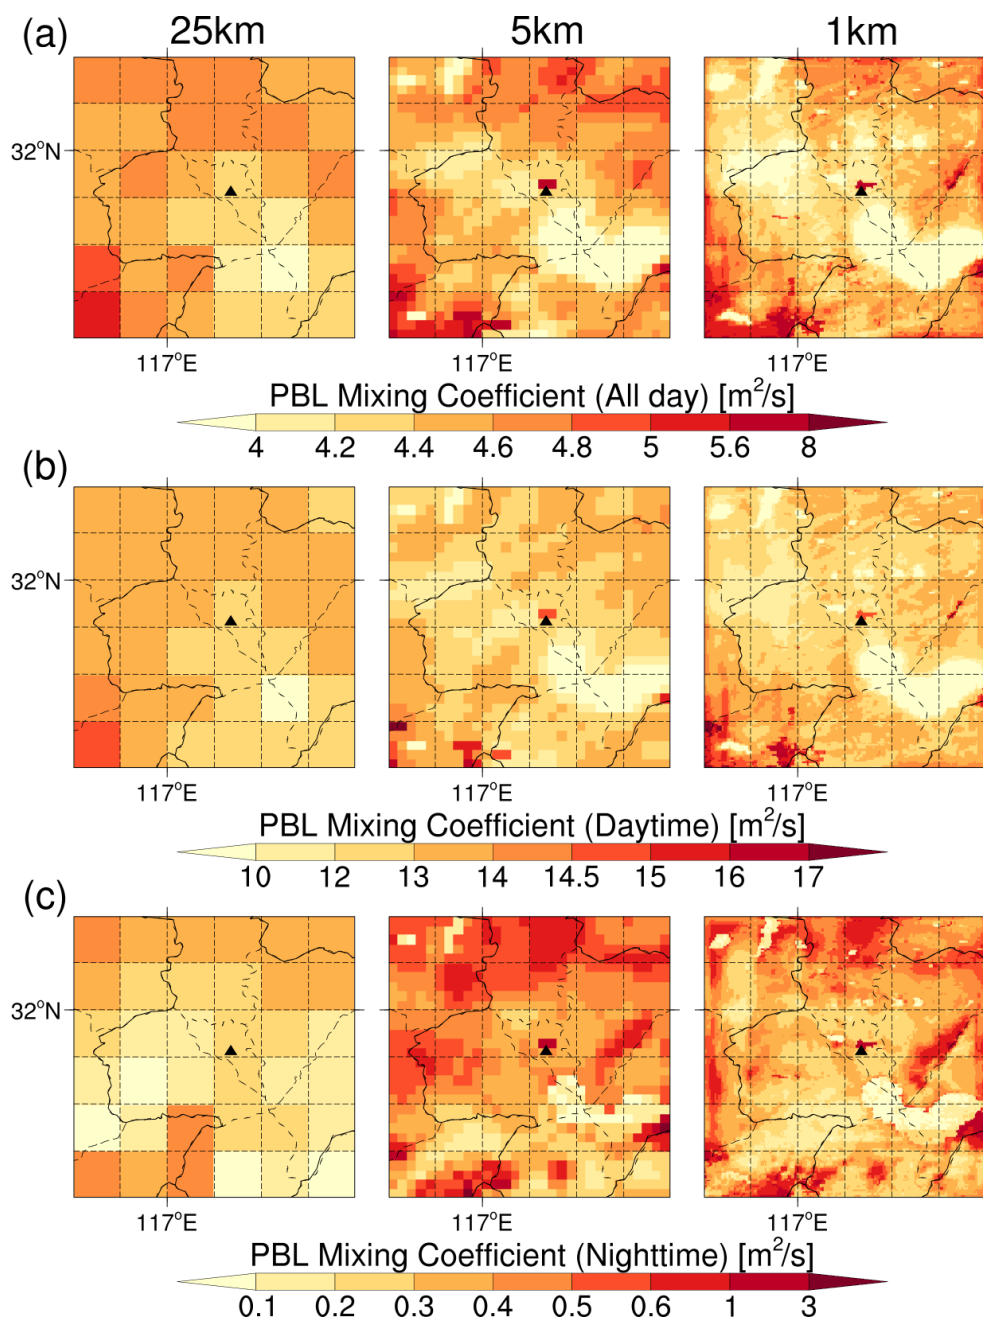 (a) 25km 5km 1km
32°N
117°E 117°E 117°E
PBL Mixing Coefficient (All day) [m²/s]
4 4.2 4.4 4.6 4.8 5 5.6 8
(b)
32°N
117°E 117°E 117°E
PBL Mixing Coefficient (Daytime) [m²/s]
10 12 13 14 14.5 15 16 17
(c)
32°N
117°E 117°E 117°E
PBL Mixing Coefficient (Nighttime) [m²/s]
0.1 0.2 0.3 0.4 0.5 0.6 1 3